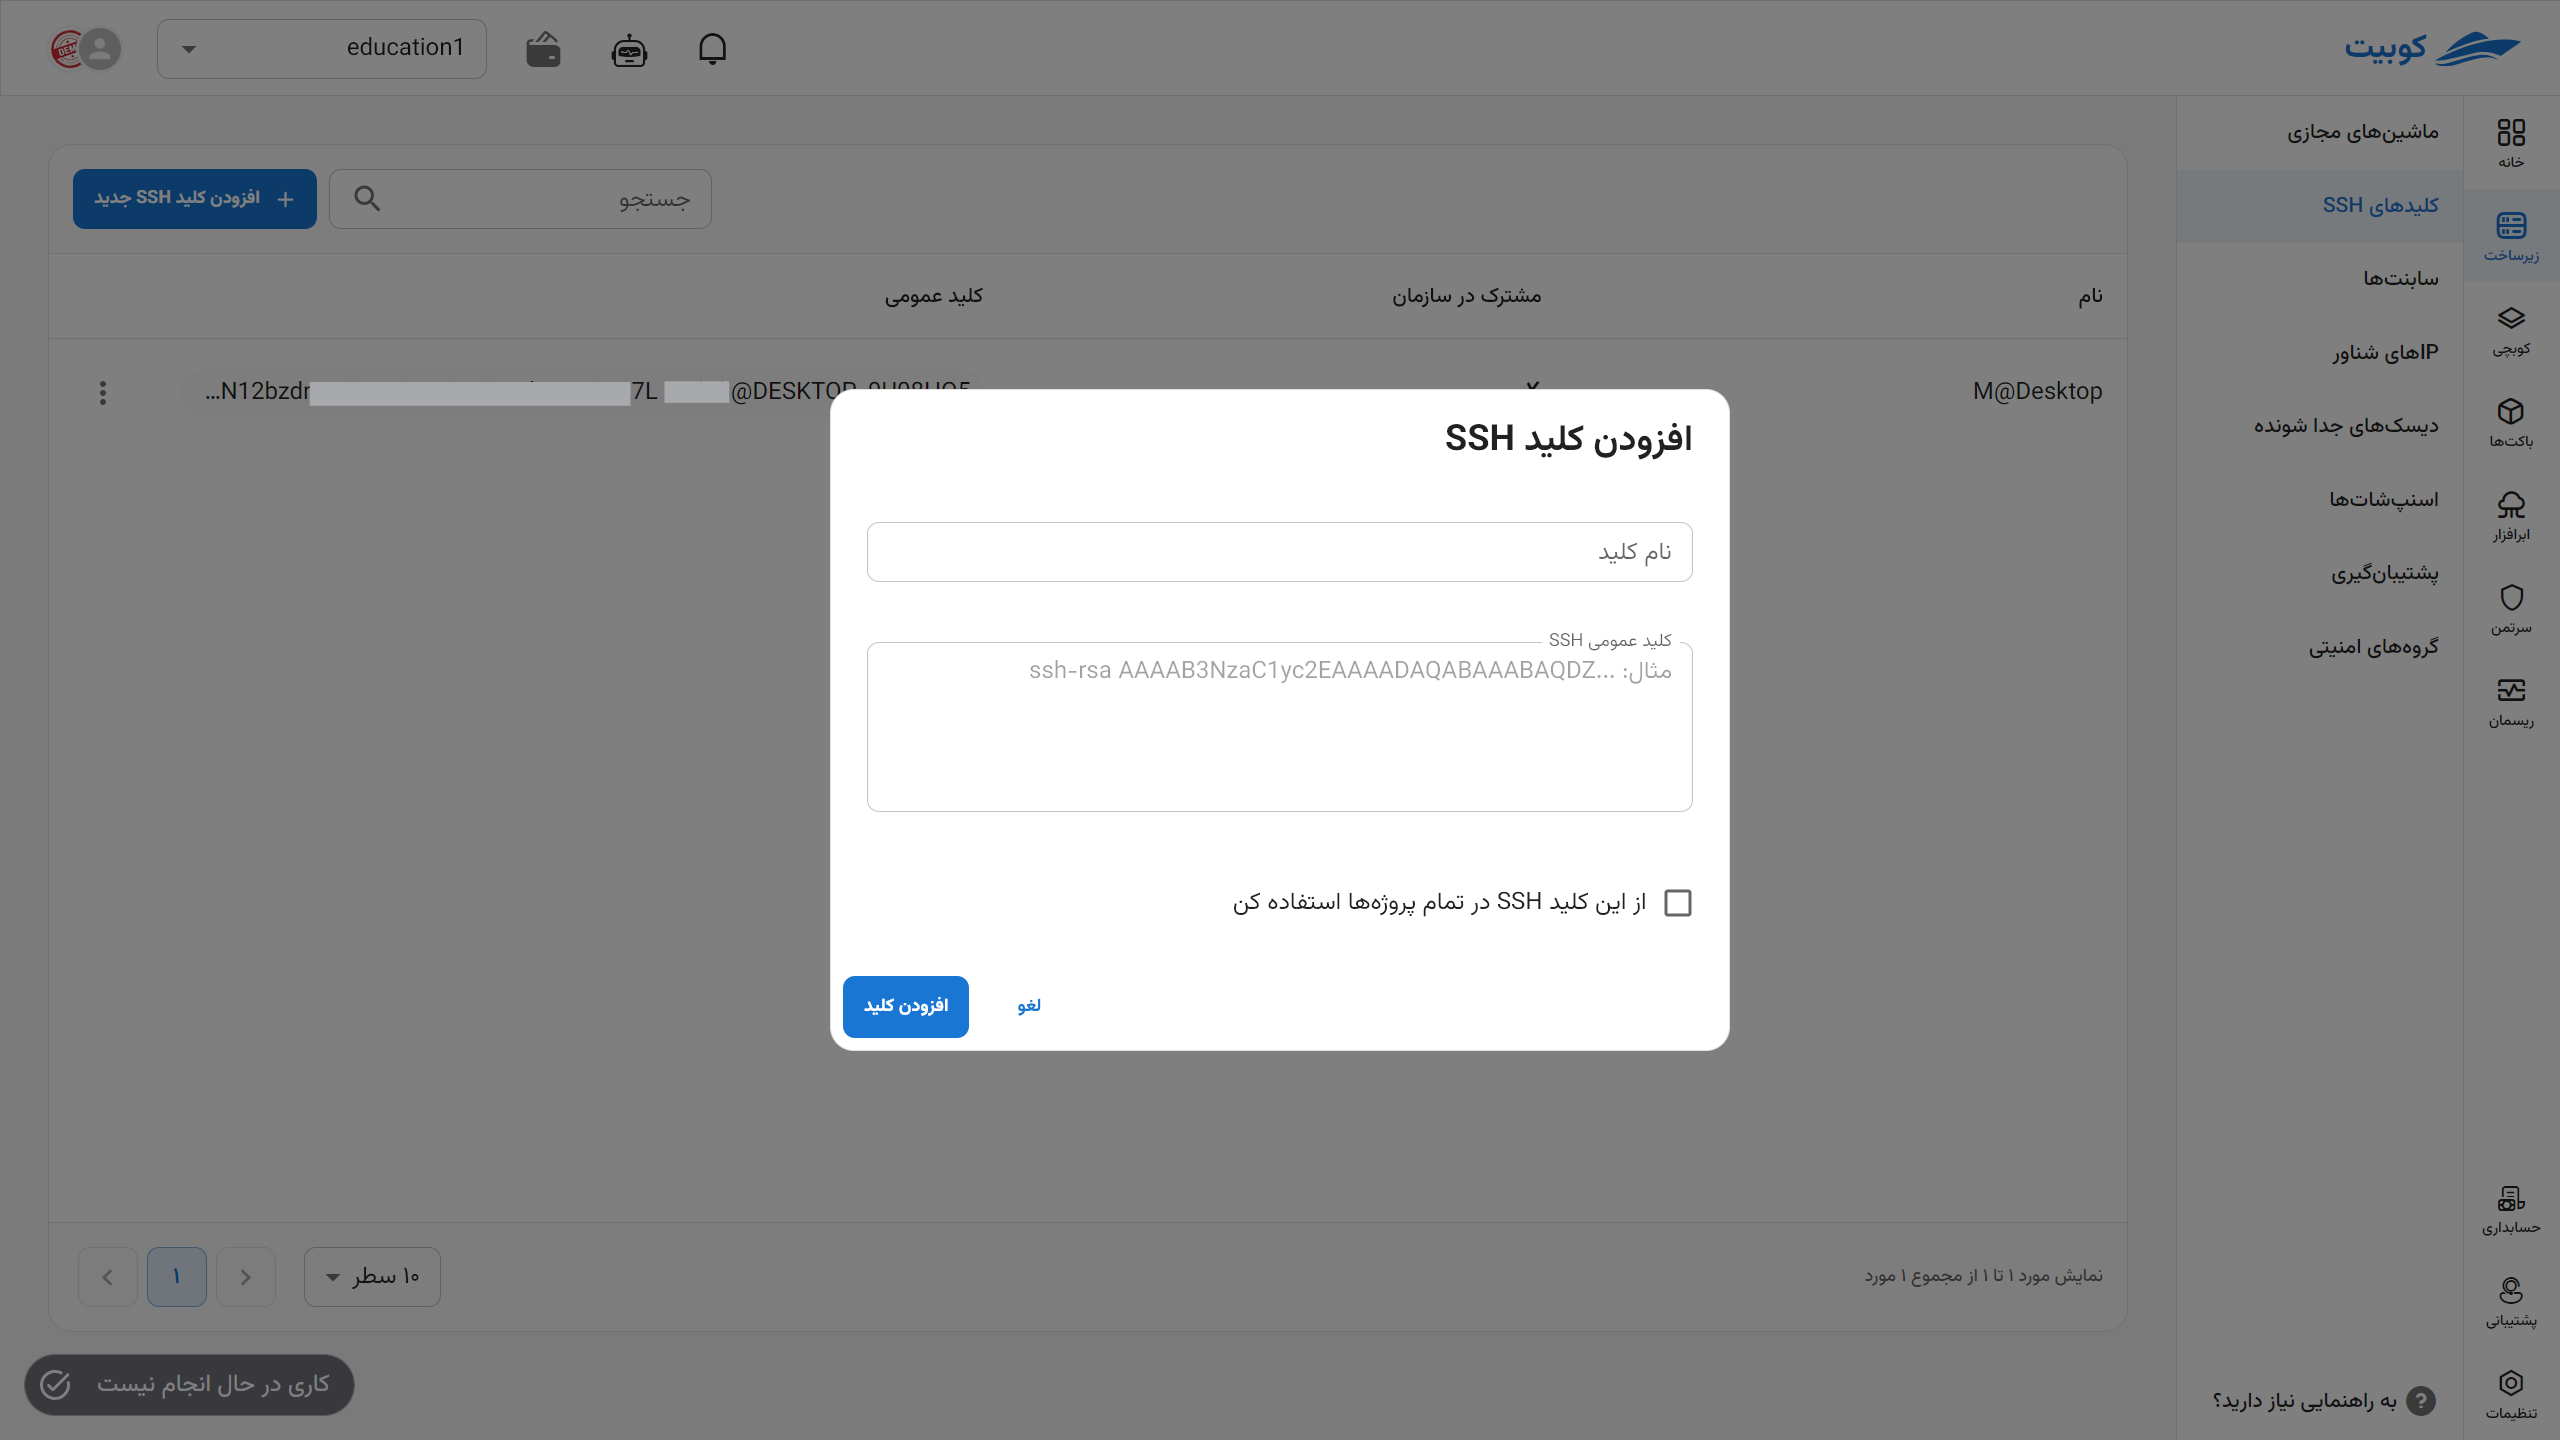 کوبیت
education1
خانه
زیرساخت
کوبچی
باکت‌ها
ابرافزار
سرتمن
ریسمان
حسابداری
پشتیبانی
تنظیمات
ماشین‌های مجازی
کلیدهای SSH
سابنت‌ها
IPهای شناور
دیسک‌های جدا شونده
اسنپ‌شات‌ها
پشتیبان‌گیری
گروه‌های امنیتی
به راهنمایی نیاز دارید؟
جستجو
افزودن کلید SSH جدید
نام مشترک در سازمان کلید عمومی
M@Desktop
...N12bzd 7L @DESKTOP
افزودن کلید SSH
نام کلید
کلید عمومی SSH
مثال: ...ssh-rsa AAAAB3NzaC1yc2EAAAADAQABAAABAQDZ
از این کلید SSH در تمام پروژه‌ها استفاده کن
لغو
افزودن کلید
نمایش مورد ۱ تا ۱ از مجموع ۱ مورد
۱۰ سطر
۱
کاری در حال انجام نیست